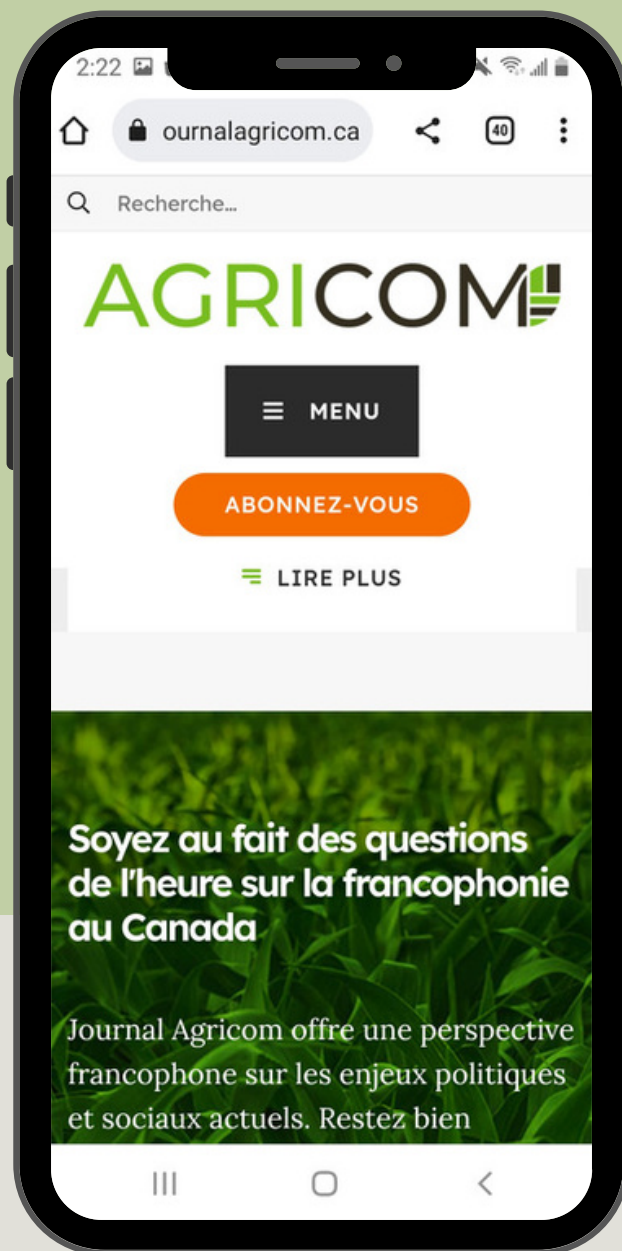 2:22
ournalagricom.ca
40
Recherche...
AGRICOM
MENU
ABONNEZ-VOUS
LIRE PLUS
Soyez au fait des questions
de l'heure sur la francophonie
au Canada
Journal Agricom offre une perspective
francophone sur les enjeux politiques
et sociaux actuels. Restez bien